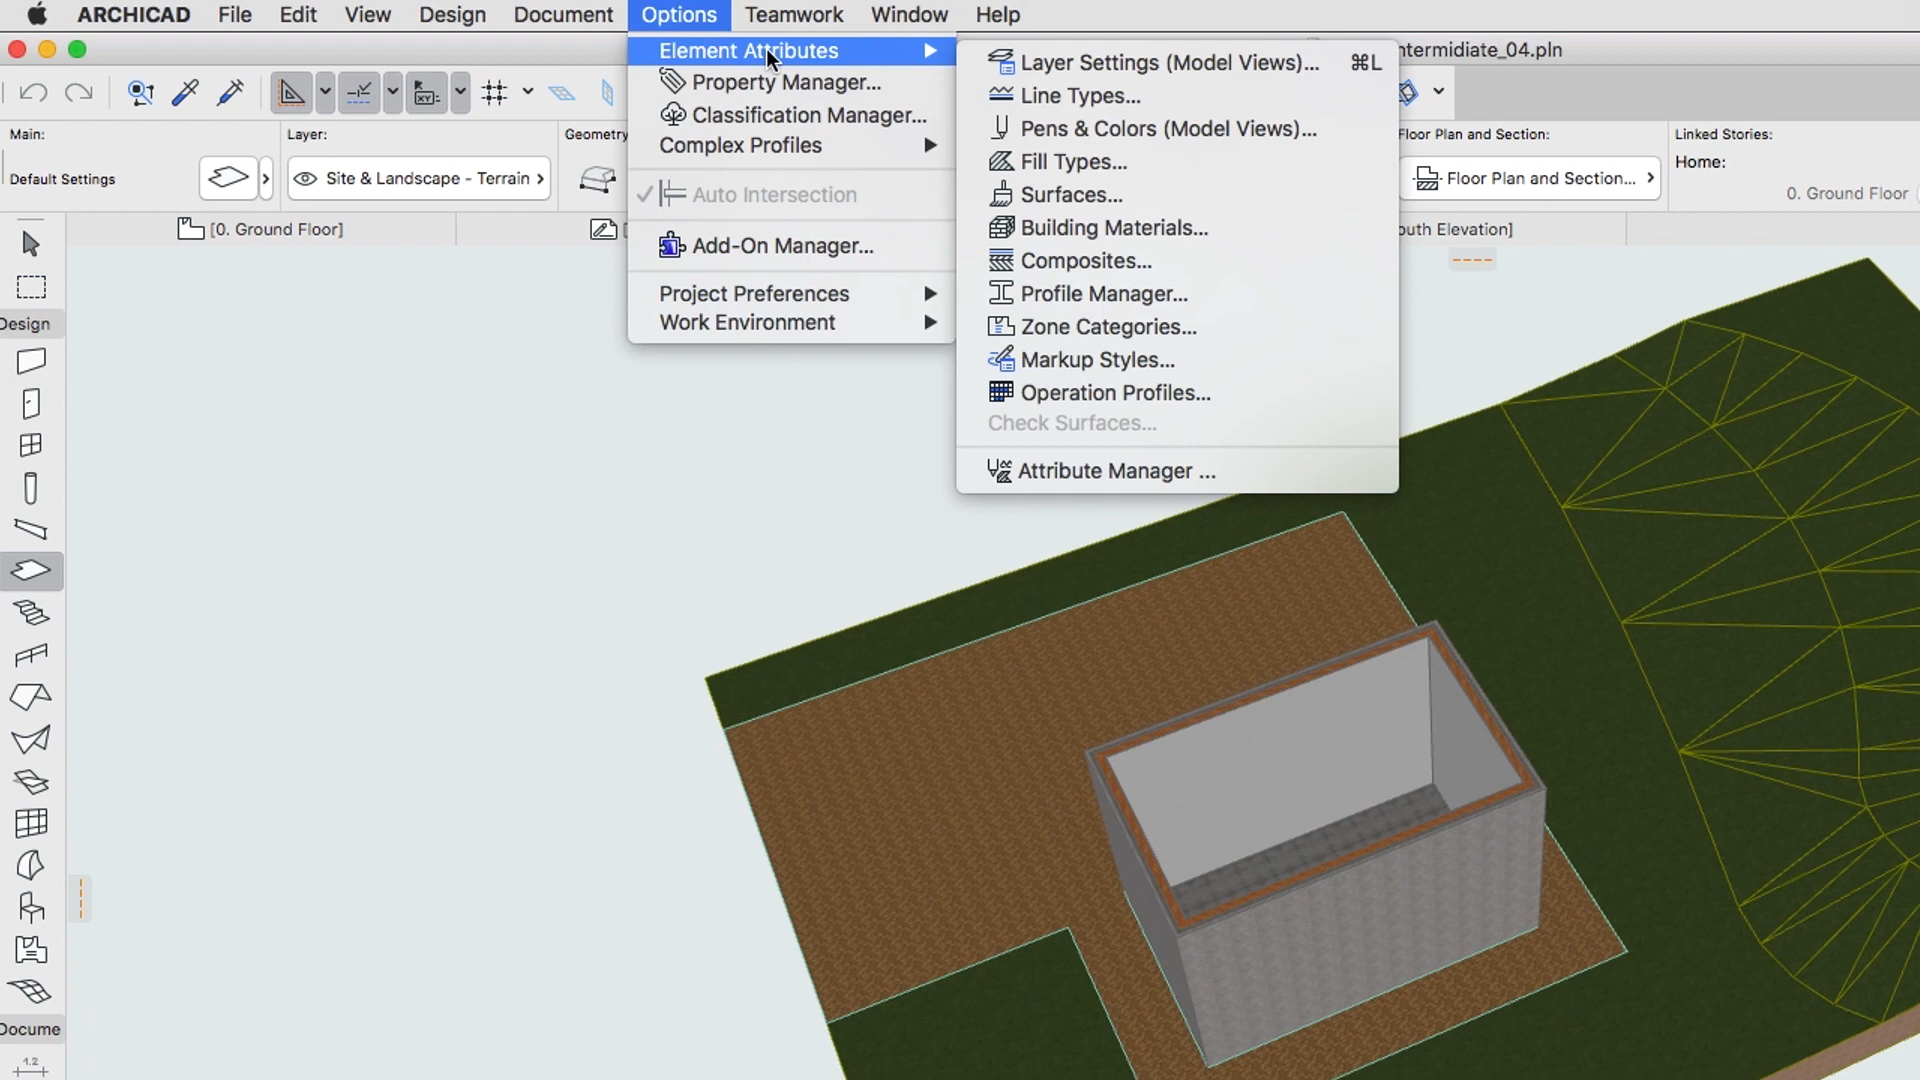 ARCHICAD File Edit View Design Document Options Teamwork Window Help
ntermidiate_04.pln
Element Attributes
Property Manager...
Classification Manager...
Complex Profiles
Auto Intersection
Add-On Manager...
Project Preferences
Work Environment
Layer Settings (Model Views)... ⌘L
Line Types...
Pens & Colors (Model Views)...
Fill Types...
Surfaces...
Building Materials...
Composites...
Profile Manager...
Zone Categories...
Markup Styles...
Operation Profiles...
Check Surfaces...
Attribute Manager ...
Main:
Default Settings
Layer:
Site & Landscape - Terrain
Geometry
Floor Plan and Section:
Floor Plan and Section...
Linked Stories:
Home:
0. Ground Floor
[0. Ground Floor]
[
outh Elevation]
XY:
Design
Docume
1.2